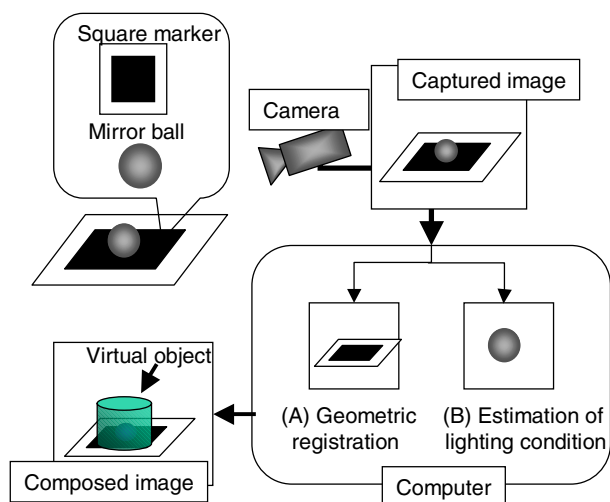 Square marker
Mirror ball
Camera
Captured image
Virtual object
Composed image
(A) Geometric
registration
(B) Estimation of
lighting condition
Computer